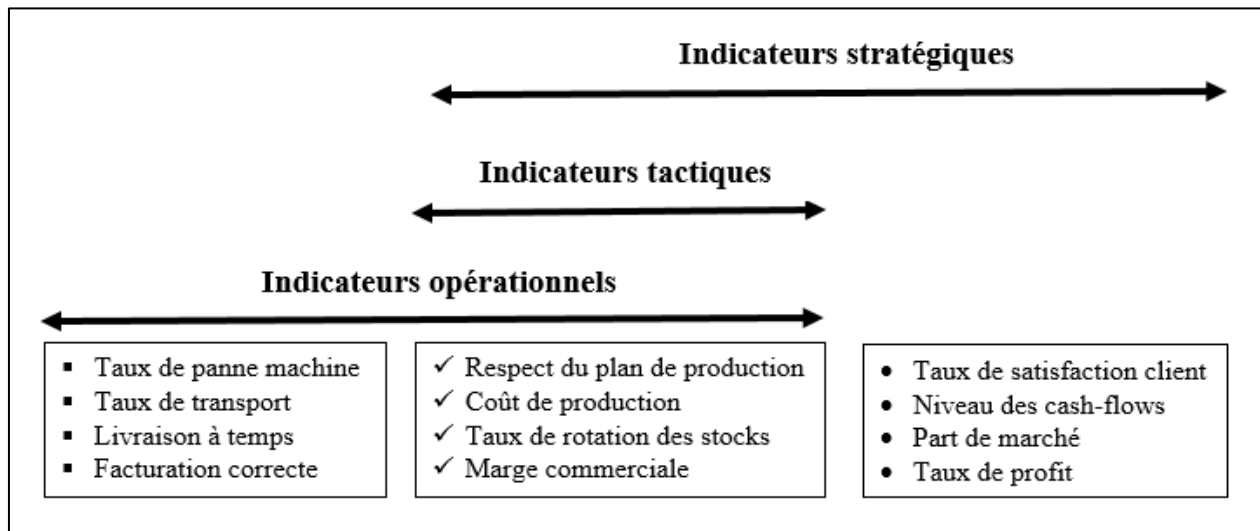 Indicateurs stratégiques
Indicateurs tactiques
Indicateurs opérationnels
▪ Taux de panne machine
▪ Taux de transport
▪ Livraison à temps
▪ Facturation correcte
✓ Respect du plan de production
✓ Coût de production
✓ Taux de rotation des stocks
✓ Marge commerciale
• Taux de satisfaction client
• Niveau des cash-flows
• Part de marché
• Taux de profit